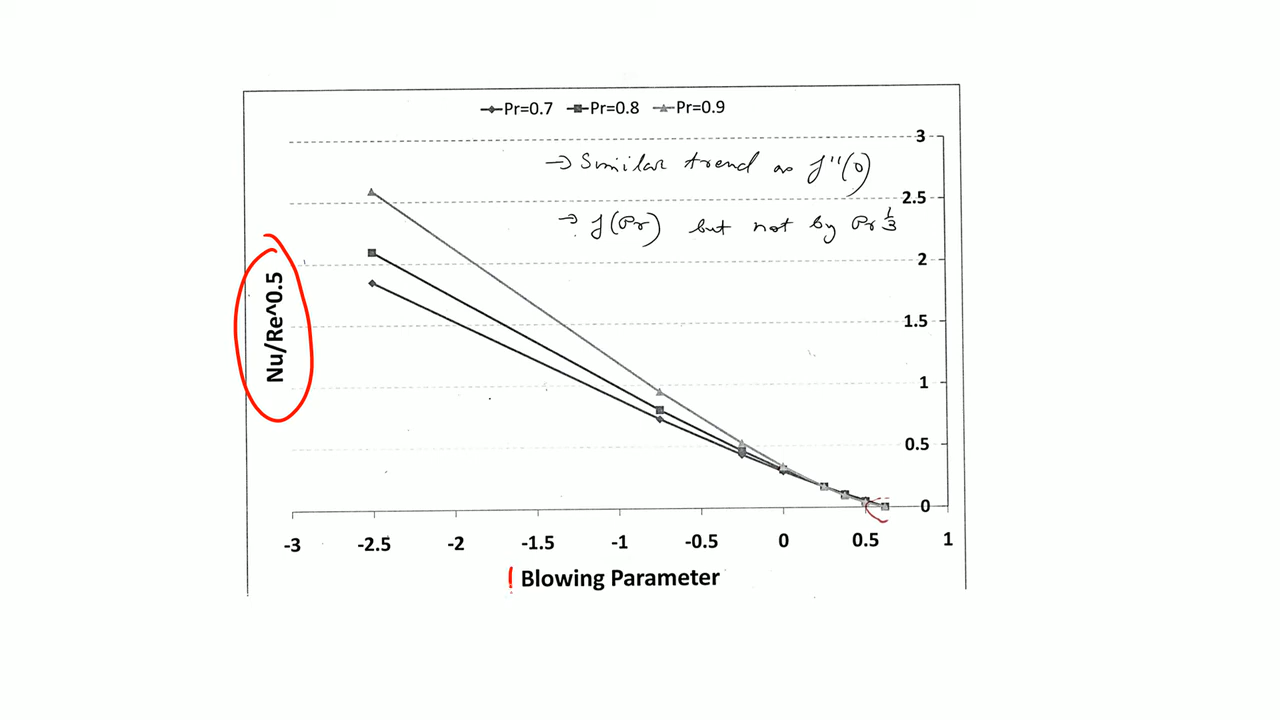 Pr=0.7 Pr=0.8 Pr=0.9
3
→ Similar trend as f''(0)
2.5
→ f(Pr) but not by Pr^1/3
2
Nu/Re^0.5
1.5
1
0.5
0
-3 -2.5 -2 -1.5 -1 -0.5 0 0.5 1
Blowing Parameter